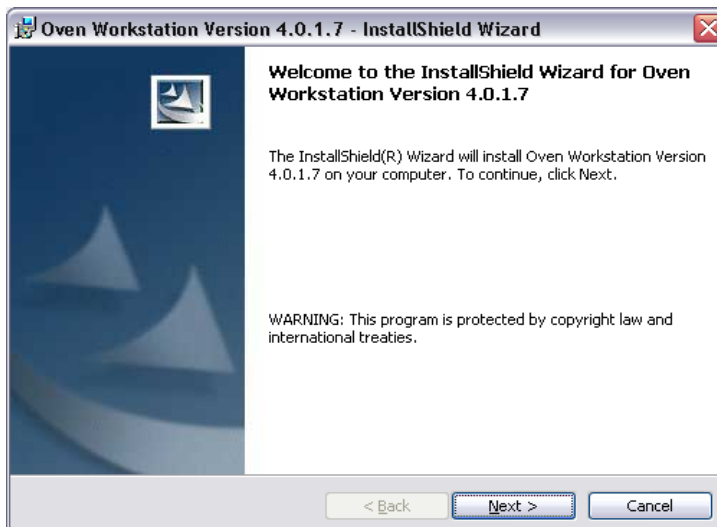 Oven Workstation Version 4.0.1.7 - InstallShield Wizard
Welcome to the InstallShield Wizard for Oven
Workstation Version 4.0.1.7
The InstallShield(R) Wizard will install Oven Workstation Version
4.0.1.7 on your computer. To continue, click Next.
WARNING: This program is protected by copyright law and
international treaties.
< Back
Next >
Cancel